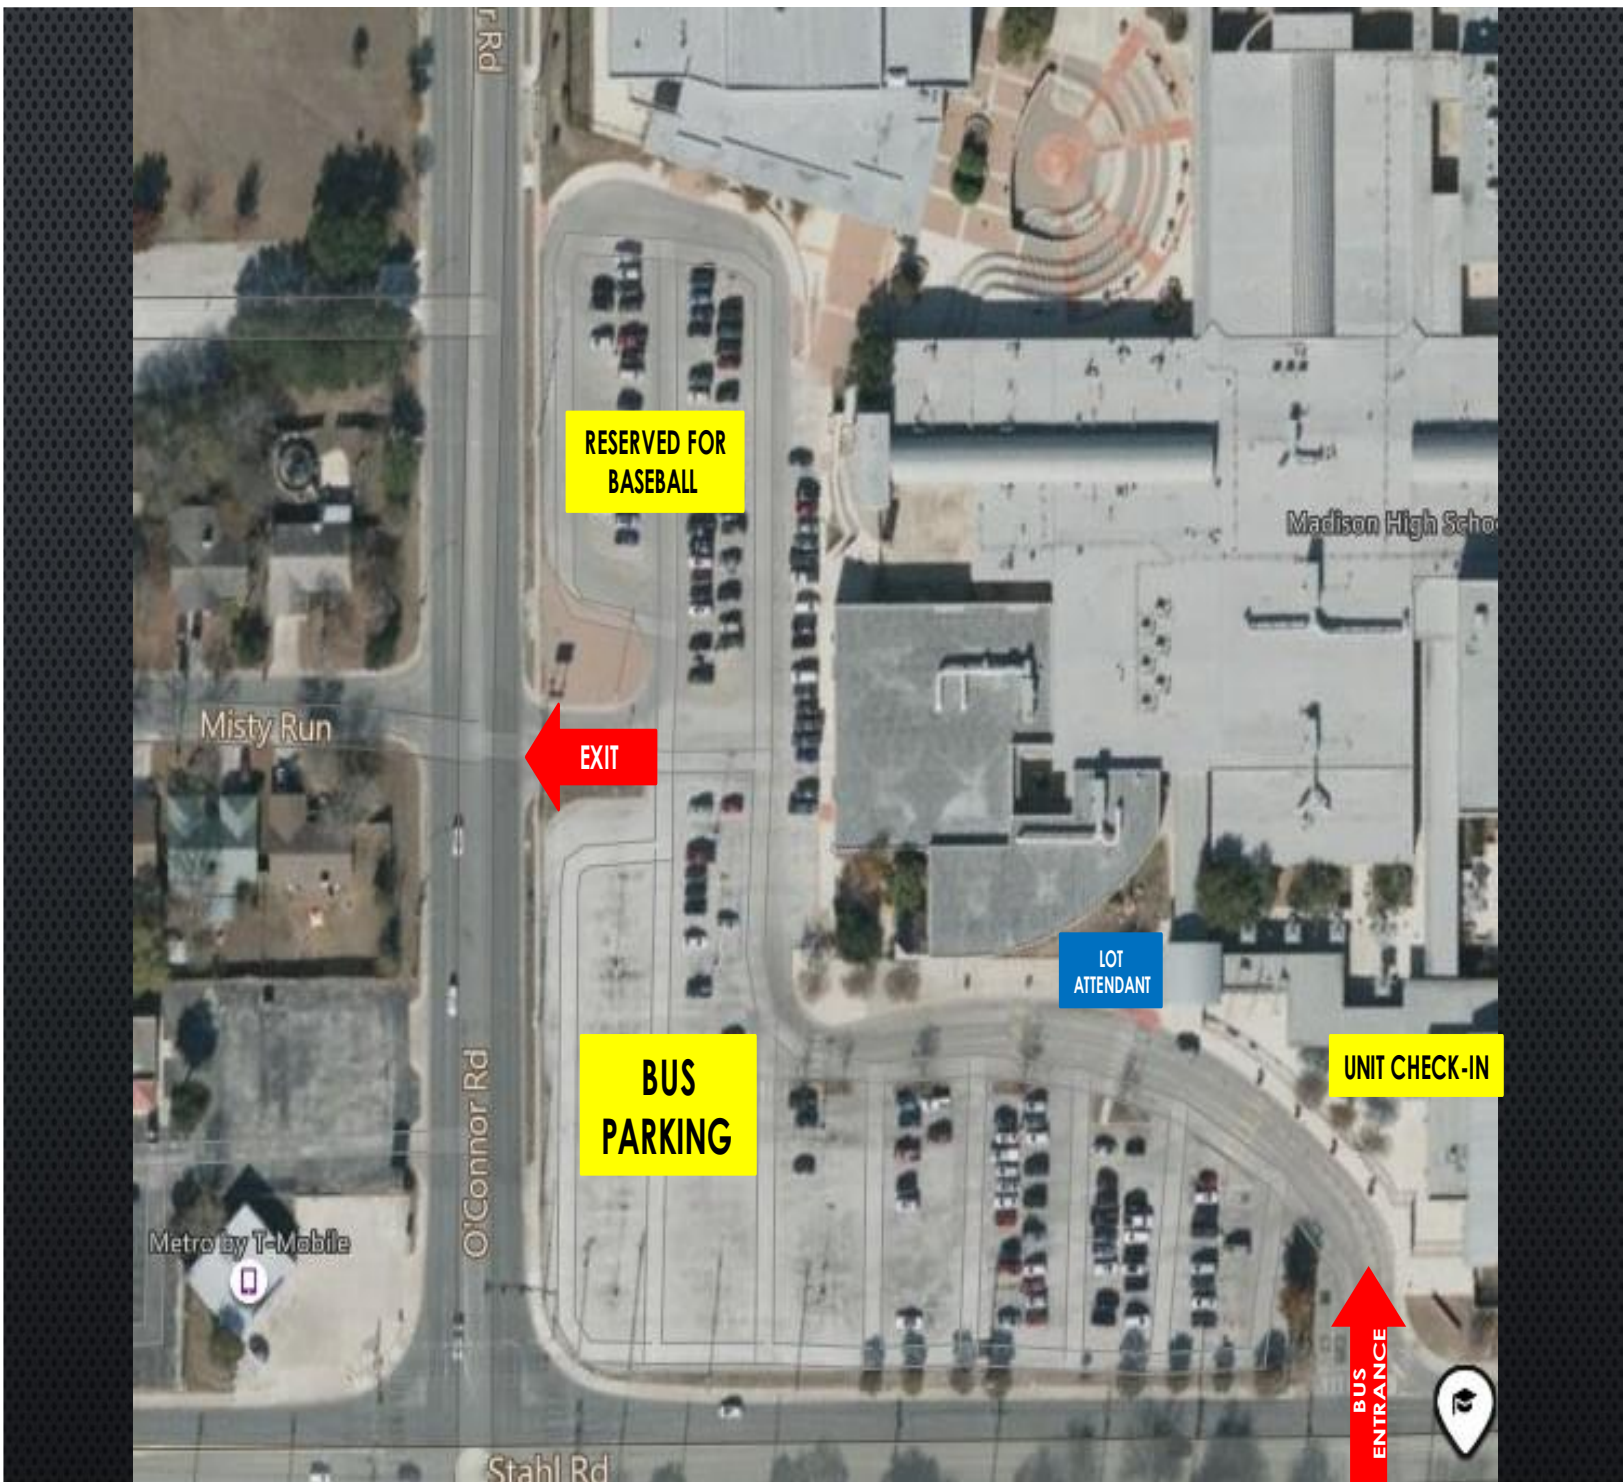 r Rd
RESERVED FOR
BASEBALL
Madison High Scho
Misty Run
EXIT
LOT
ATTENDANT
BUS
PARKING
UNIT CHECK-IN
O'Connor Rd
Metro by T-Mobile
BUS
ENTRANCE
Stahl Rd